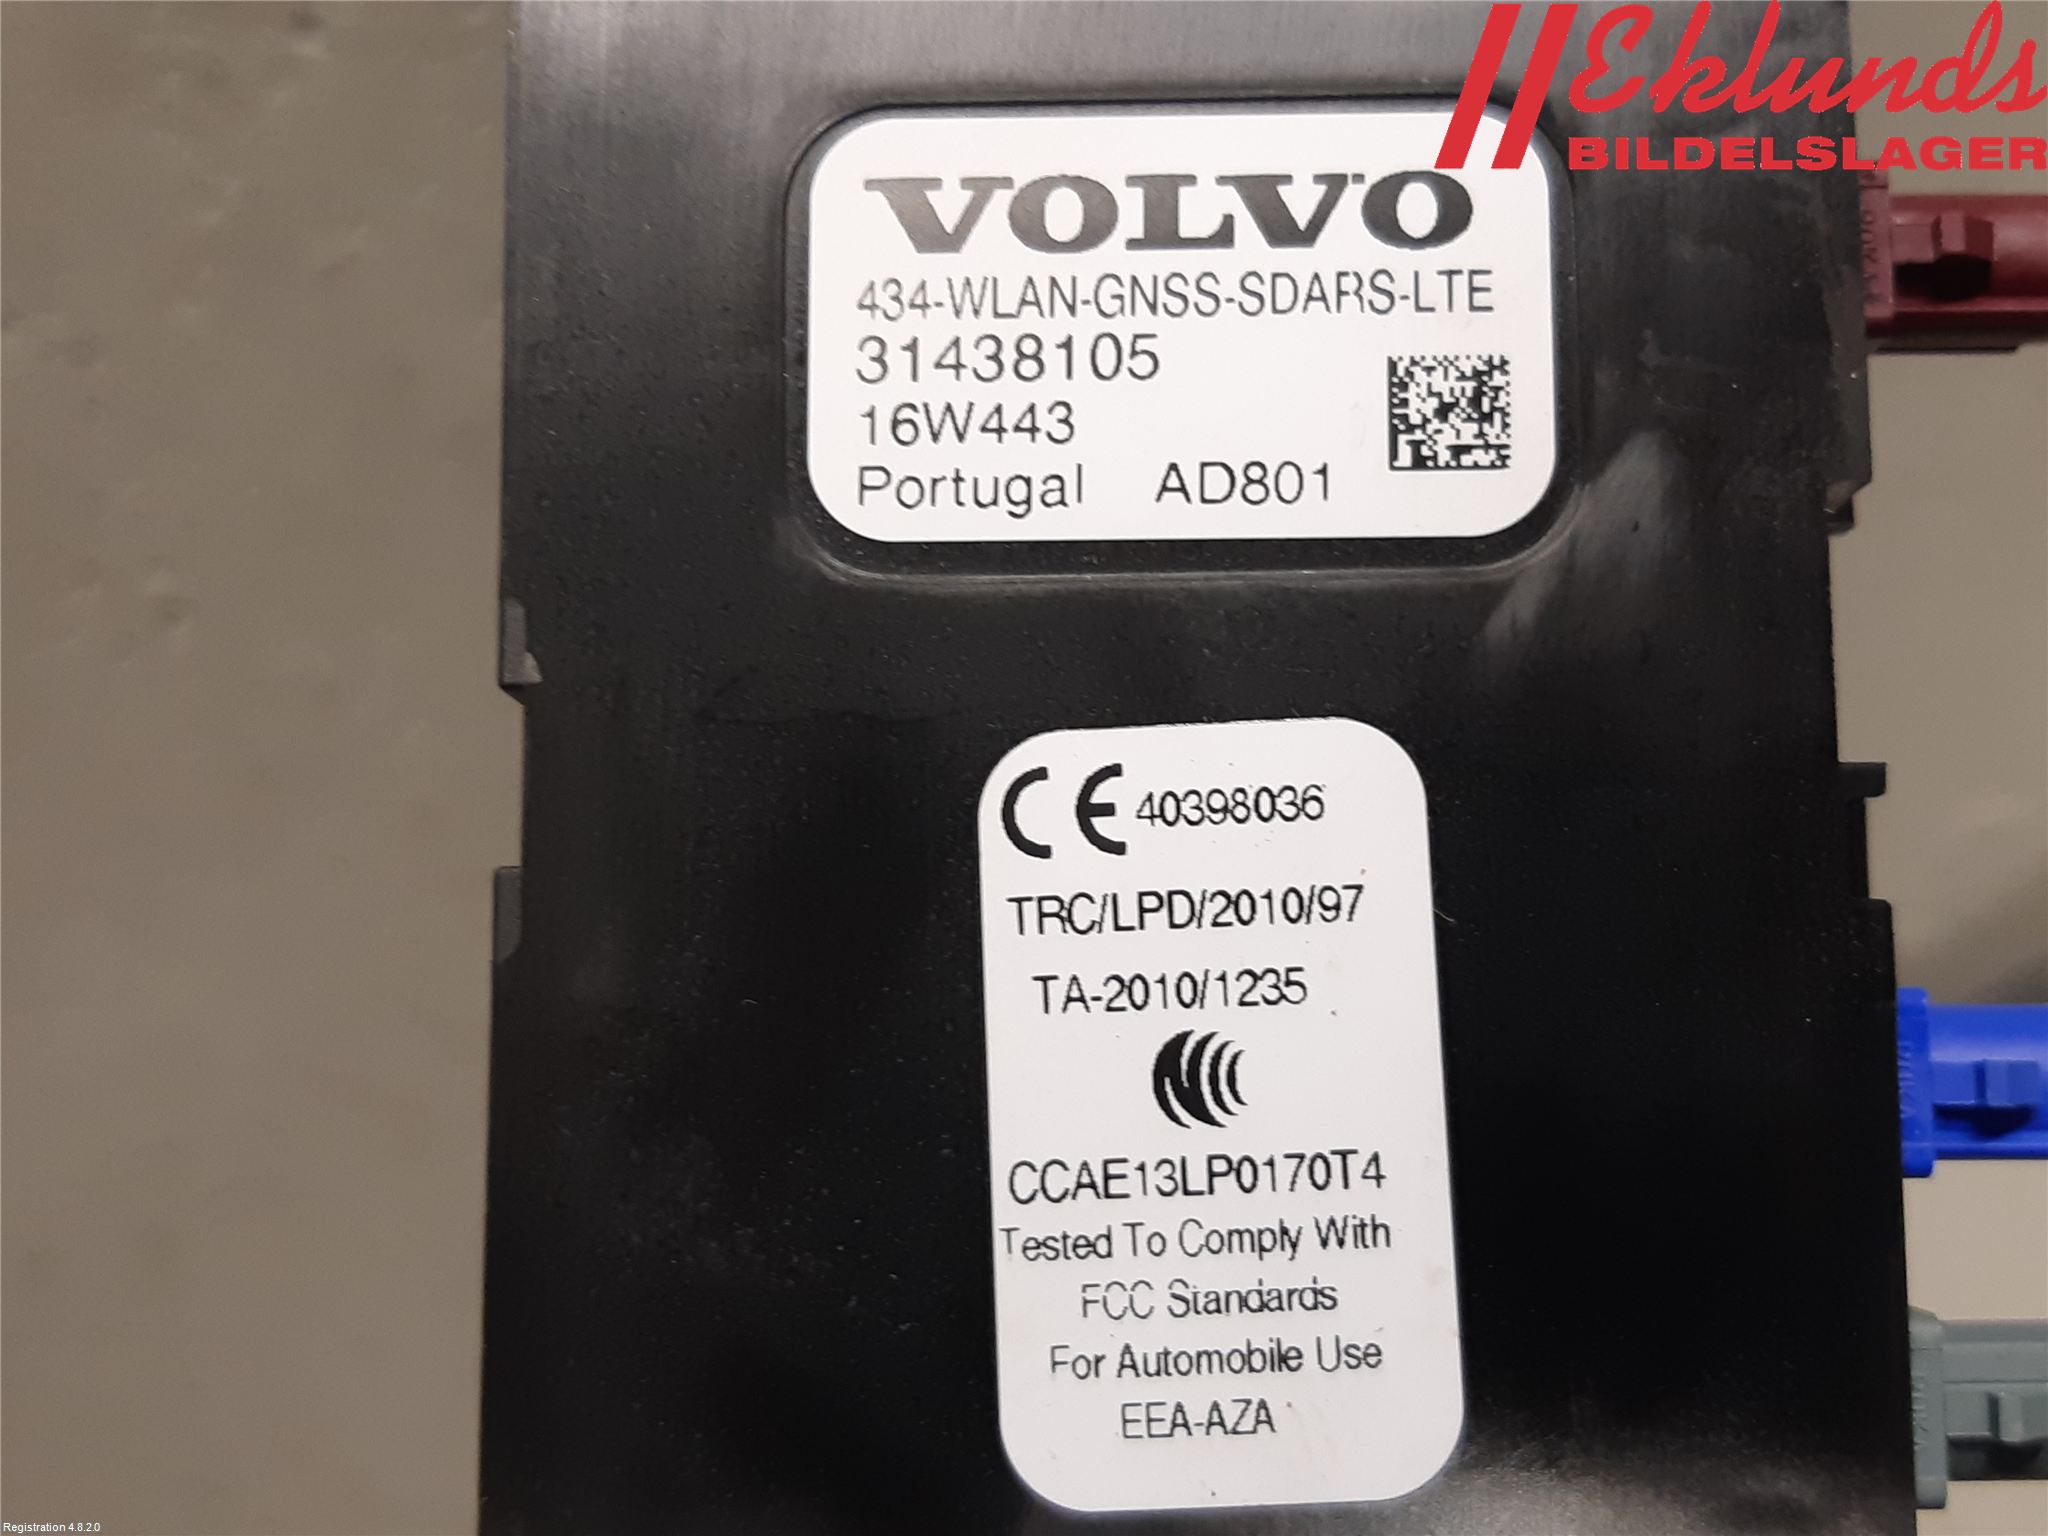 Eklunds
BILDELSLAGER
VOLVO
434-WLAN-GNSS-SDARS-LTE
31438105
16W443
Portugal AD801
CE 40398036
TRC/LPD/2010/97
TA-2010/1235
CCAE13LP0170T4
Tested To Comply With
FCC Standards
For Automobile Use
EEA-AZA
Registration 4.8.2.0